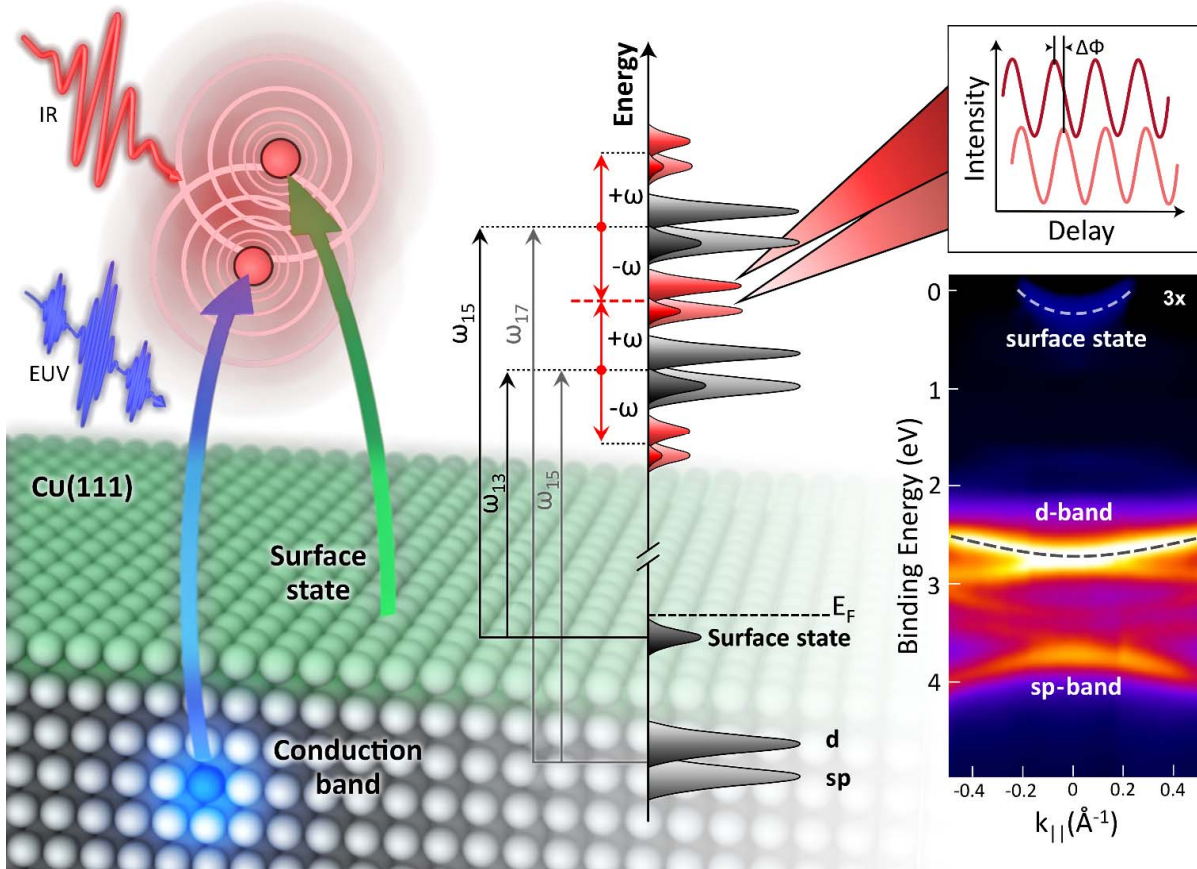 IR
EUV
Cu(111)
Surface
state
Conduction
band
Energy
+ω
-ω
+ω
-ω
ω15
ω17
ω13
ω15
E_F
Surface state
d
sp
ΔΦ
Intensity
Delay
0
1
2
3
4
Binding Energy (eV)
3x
surface state
d-band
sp-band
-0.4
-0.2
0
0.2
0.4
k||(Å⁻¹)